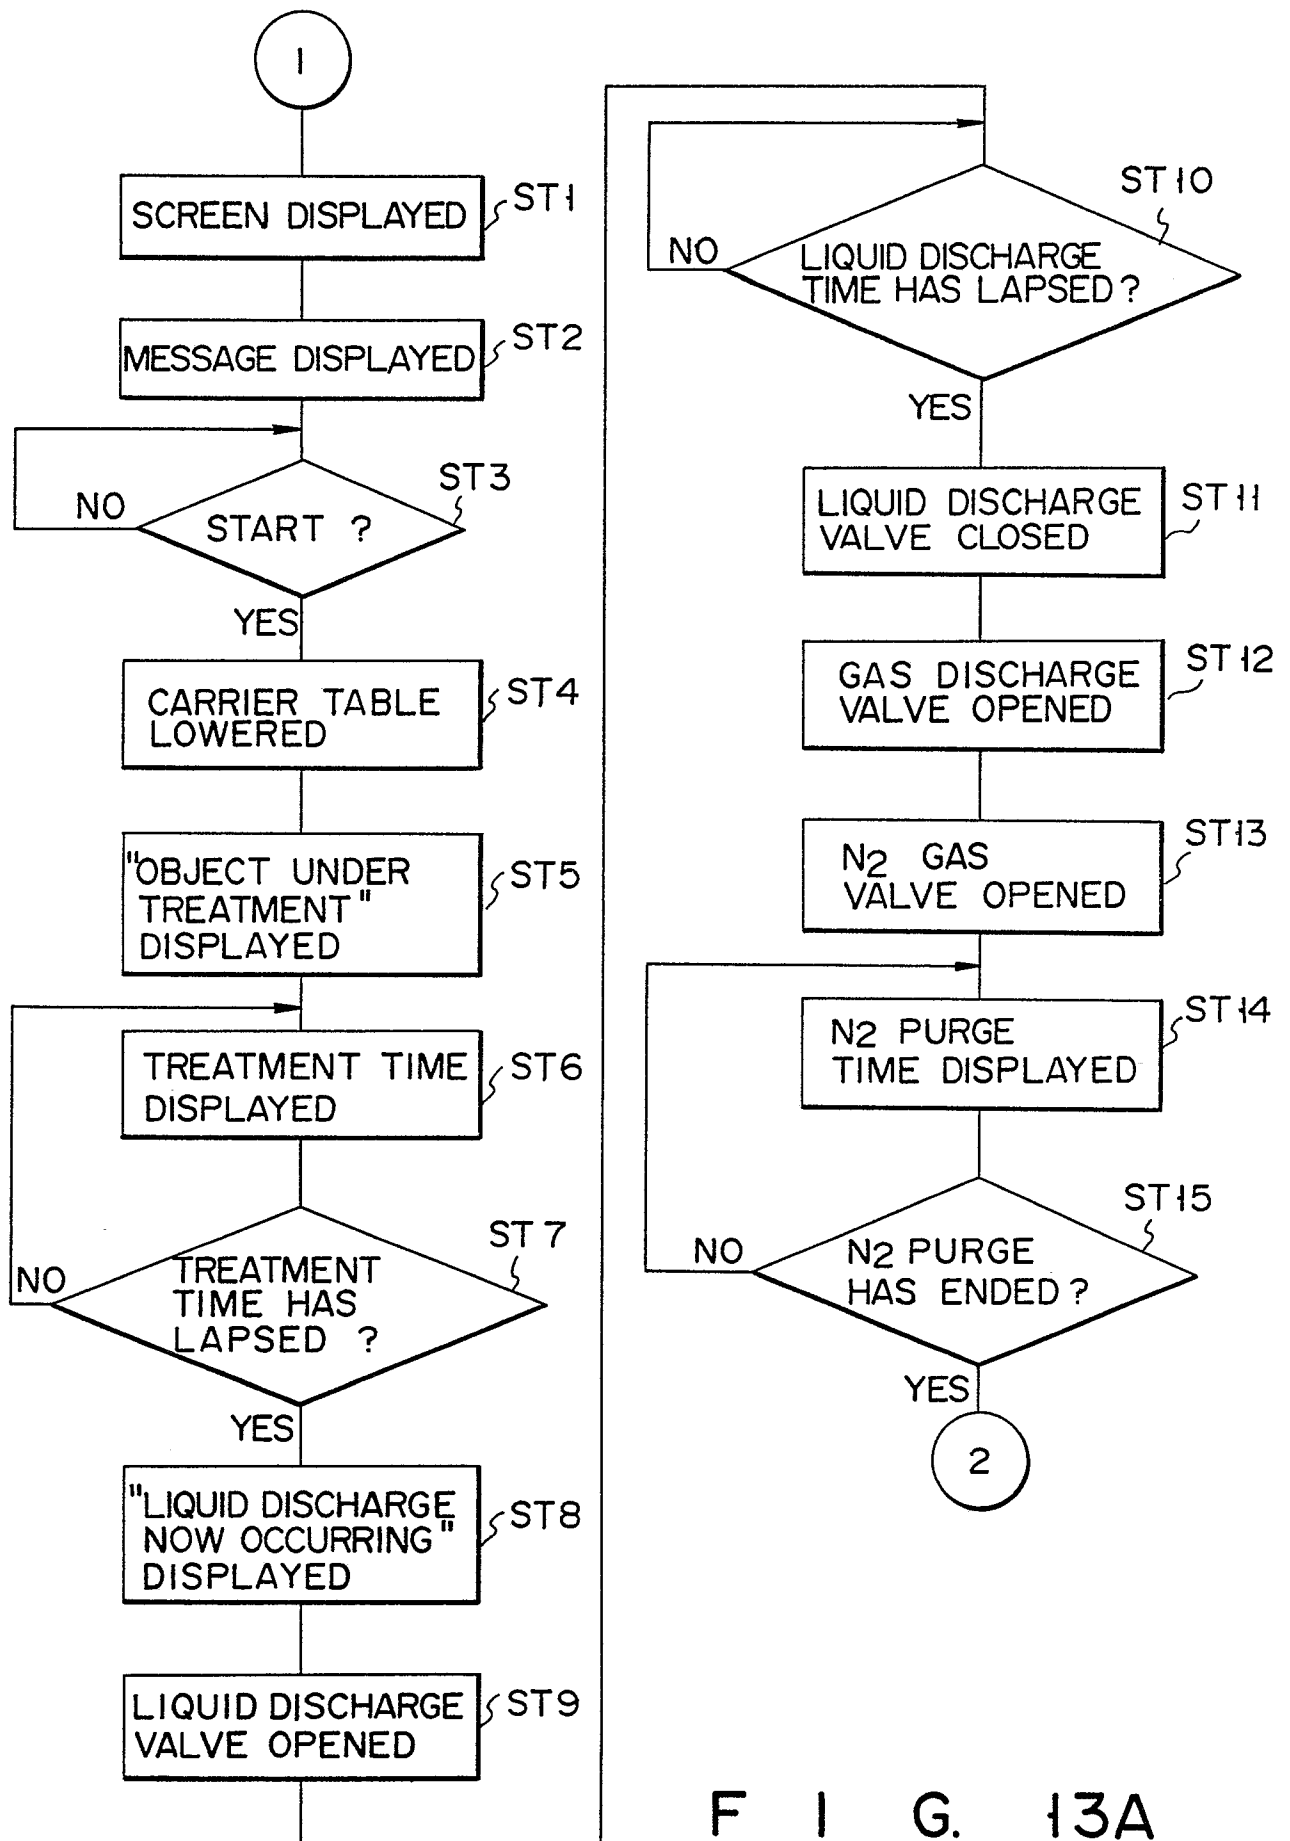 1
SCREEN DISPLAYED
ST1
MESSAGE DISPLAYED
ST2
START ?
ST3
NO
YES
CARRIER TABLE
LOWERED
ST4
"OBJECT UNDER
TREATMENT"
DISPLAYED
ST5
TREATMENT TIME
DISPLAYED
ST6
TREATMENT
TIME HAS
LAPSED ?
ST7
NO
YES
"LIQUID DISCHARGE
NOW OCCURRING"
DISPLAYED
ST8
LIQUID DISCHARGE
VALVE OPENED
ST9
LIQUID DISCHARGE
TIME HAS LAPSED ?
ST10
NO
YES
LIQUID DISCHARGE
VALVE CLOSED
ST11
GAS DISCHARGE
VALVE OPENED
ST12
N2 GAS
VALVE OPENED
ST13
N2 PURGE
TIME DISPLAYED
ST14
N2 PURGE
HAS ENDED ?
ST15
NO
YES
2
FIG. 13A